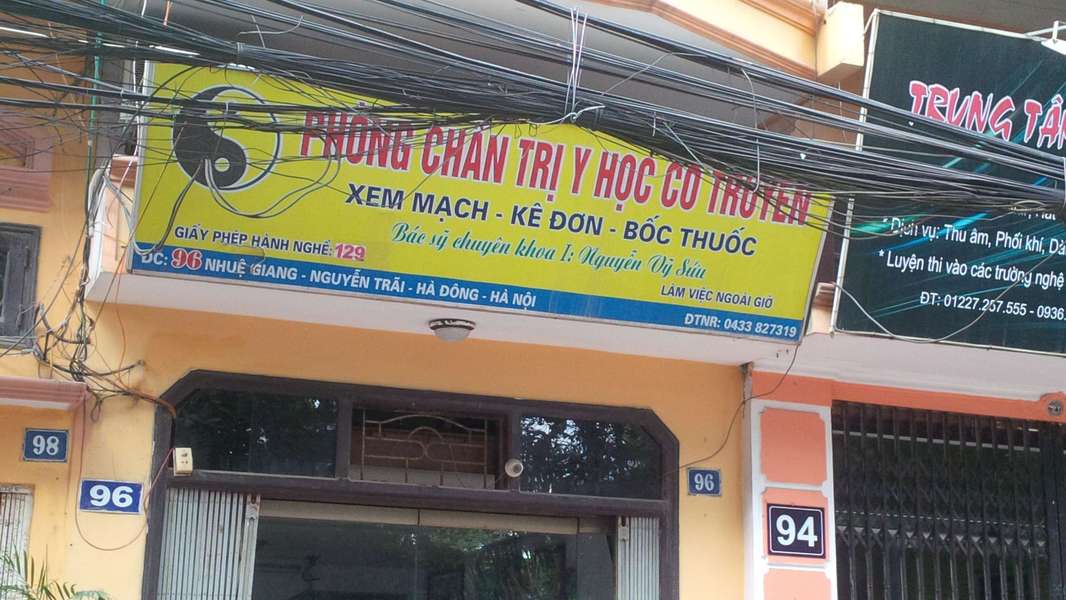 PHÒNG CHẨN TRỊ Y HỌC CỔ TRUYỀN
XEM MẠCH - KÊ ĐƠN - BỐC THUỐC
Bác sỹ chuyên khoa I: Nguyễn Vỹ Sửu
GIẤY PHÉP HÀNH NGHỀ: 129
LÀM VIỆC NGOÀI GIỜ
ĐC: 96 NHUỆ GIANG - NGUYỄN TRÃI - HÀ ĐÔNG - HÀ NỘI
ĐTNR: 0433 827319
TRUNG TÂM
* Dịch vụ: Thu âm, Phối khí,
* Luyện thi vào các trường nghệ
ĐT: 01227.257.555 - 0936.
98
96
96
94